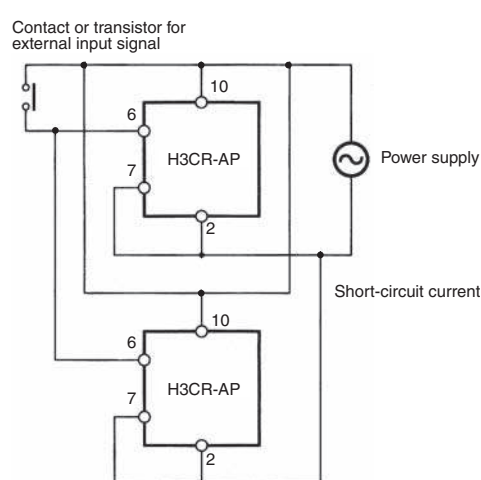 Contact or transistor for
external input signal
10
6
H3CR-AP
7
Power supply
2
Short-circuit current
10
6
H3CR-AP
7
2